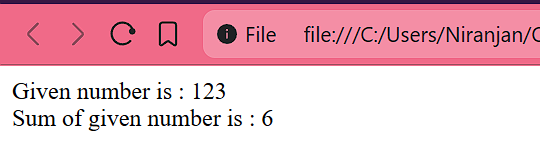 File file:///C:/Users/Niranjan/
Given number is : 123
Sum of given number is : 6